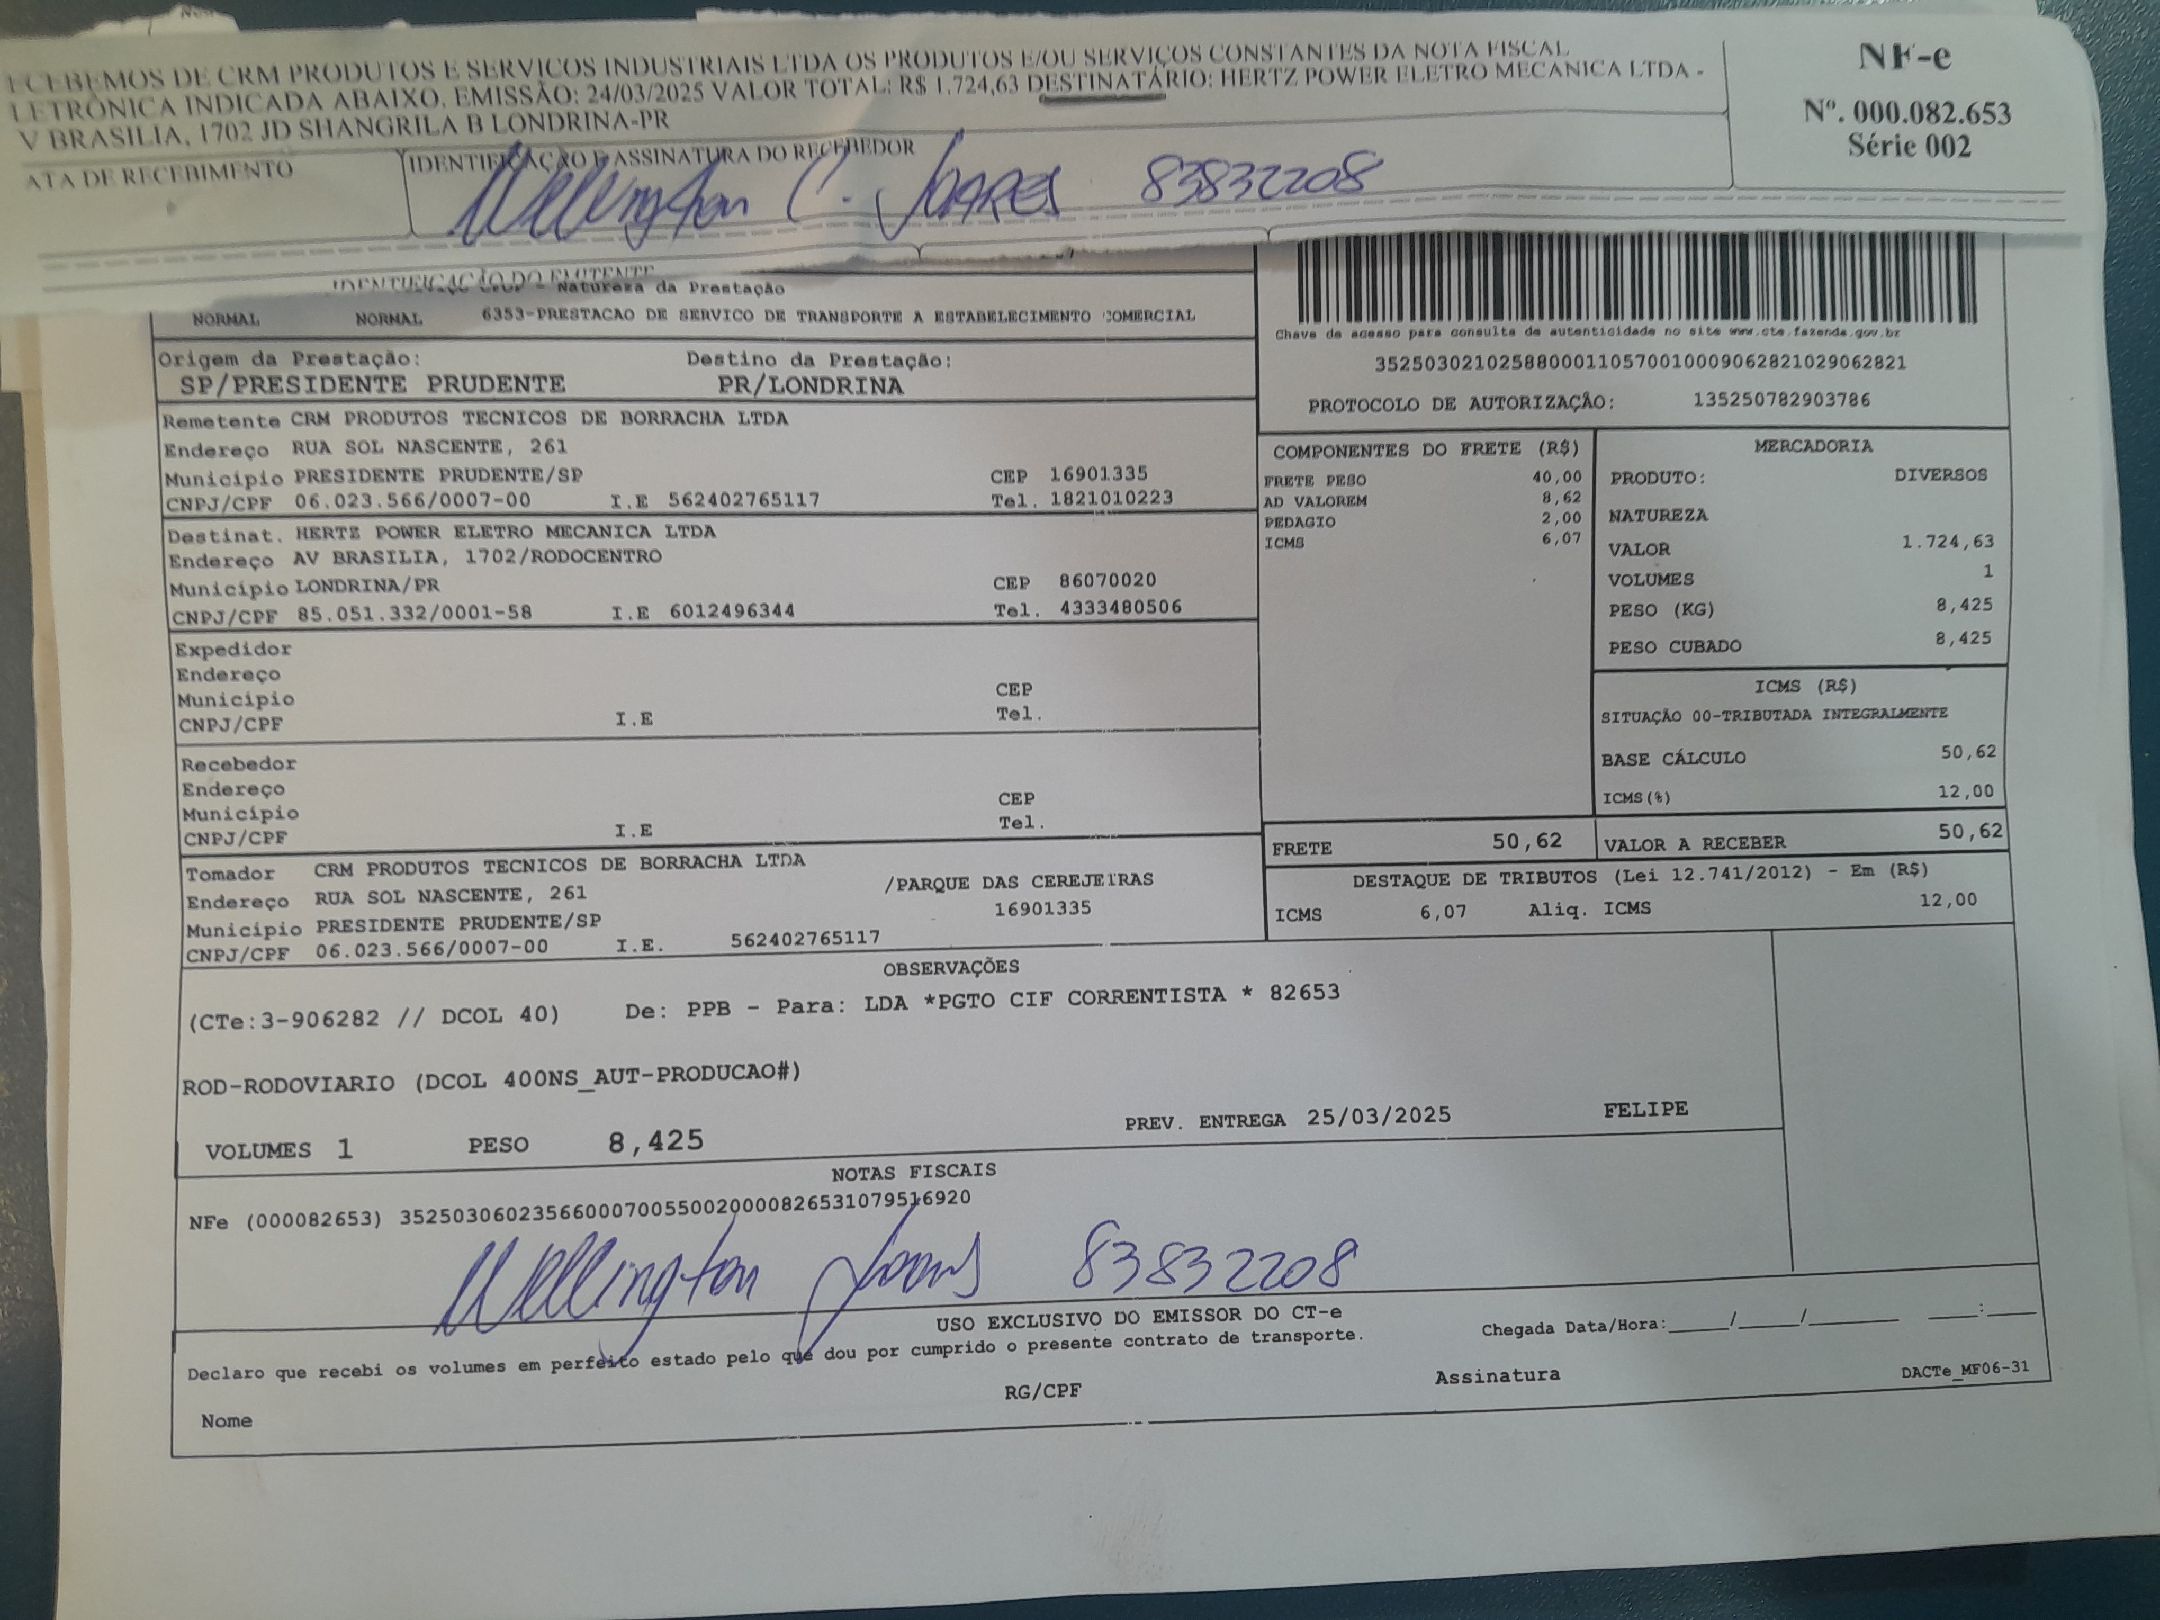 ECEBEMOS DE CRM PRODUTOS E SERVIÇOS INDUSTRIAIS LTDA OS PRODUTOS E/OU SERVIÇOS CONSTANTES DA NOTA FISCAL
LETRÔNICA INDICADA ABAIXO. EMISSÃO: 24/03/2025 VALOR TOTAL: R$ 1.724,63 DESTINATÁRIO: HERTZ POWER ELETRO MECANICA LTDA -
V BRASILIA, 1702 JD SHANGRILA B LONDRINA-PR
NF-e
Nº. 000.082.653
Série 002
ATA DE RECEBIMENTO
IDENTIFICAÇÃO E ASSINATURA DO RECEBEDOR
Wellington C. Soares 83832208
IDENTIFICAÇÃO DO EMITENTE
Natureza da Prestação
NORMAL NORMAL 6353-PRESTACAO DE SERVICO DE TRANSPORTE A ESTABELECIMENTO COMERCIAL
Chave de acesso para consulta de autenticidade no site www.cte.fazenda.gov.br
35250302102588000110570010009062821029062821
PROTOCOLO DE AUTORIZAÇÃO: 135250782903786
Origem da Prestação: Destino da Prestação:
SP/PRESIDENTE PRUDENTE PR/LONDRINA
Remetente CRM PRODUTOS TECNICOS DE BORRACHA LTDA
Endereço RUA SOL NASCENTE, 261
Município PRESIDENTE PRUDENTE/SP CEP 16901335
CNPJ/CPF 06.023.566/0007-00 I.E 562402765117 Tel. 1821010223
Destinat. HERTZ POWER ELETRO MECANICA LTDA
Endereço AV BRASILIA, 1702/RODOCENTRO
Município LONDRINA/PR CEP 86070020
CNPJ/CPF 85.051.332/0001-58 I.E 6012496344 Tel. 4333480506
Expedidor
Endereço
Município CEP
CNPJ/CPF I.E Tel.
Recebedor
Endereço
Município CEP
CNPJ/CPF I.E Tel.
Tomador CRM PRODUTOS TECNICOS DE BORRACHA LTDA
Endereço RUA SOL NASCENTE, 261 /PARQUE DAS CEREJEIRAS
Município PRESIDENTE PRUDENTE/SP 16901335
CNPJ/CPF 06.023.566/0007-00 I.E. 562402765117
COMPONENTES DO FRETE (R$)
FRETE PESO 40,00
AD VALOREM 8,62
PEDAGIO 2,00
ICMS 6,07
MERCADORIA
PRODUTO: DIVERSOS
NATUREZA
VALOR 1.724,63
VOLUMES 1
PESO (KG) 8,425
PESO CUBADO 8,425
ICMS (R$)
SITUAÇÃO 00-TRIBUTADA INTEGRALMENTE
BASE CÁLCULO 50,62
ICMS(%) 12,00
FRETE 50,62 VALOR A RECEBER 50,62
DESTAQUE DE TRIBUTOS (Lei 12.741/2012) - Em (R$)
ICMS 6,07 Aliq. ICMS 12,00
OBSERVAÇÕES
(CTe:3-906282 // DCOL 40) De: PPB - Para: LDA *PGTO CIF CORRENTISTA * 82653
ROD-RODOVIARIO (DCOL 400NS_AUT-PRODUCAO#)
VOLUMES 1 PESO 8,425 PREV. ENTREGA 25/03/2025 FELIPE
NOTAS FISCAIS
NFe (000082653) 35250306023566000700550020000826531079516920
Wellington Soares 83832208
USO EXCLUSIVO DO EMISSOR DO CT-e
Declaro que recebi os volumes em perfeito estado pelo que dou por cumprido o presente contrato de transporte.
Chegada Data/Hora:____/____/______ ___:___
Nome RG/CPF Assinatura DACTe_MF06-31